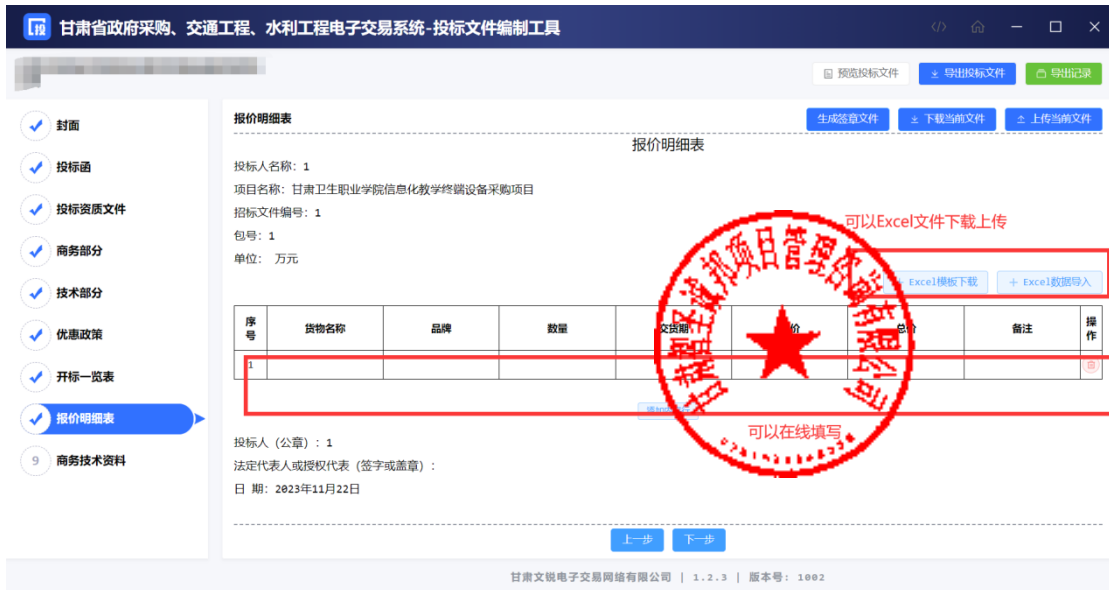 投 甘肃省政府采购、交通工程、水利工程电子交易系统-投标文件编制工具
预览投标文件 导出投标文件 导出记录
封面
投标函
投标资质文件
商务部分
技术部分
优惠政策
开标一览表
报价明细表
9 商务技术资料
报价明细表 生成签章文件 下载当前文件 上传当前文件
报价明细表
投标人名称: 1
项目名称: 甘肃卫生职业学院信息化教学终端设备采购项目
招标文件编号: 1
包号: 1
单位: 万元
可以Excel文件下载上传
Excel模板下载 + Excel数据导入
序号 货物名称 品牌 数量 交货期 价 总价 备注 操作
1
可以在线填写
投标人 (公章) : 1
法定代表人或授权代表 (签字或盖章) :
日 期: 2023年11月22日
上一步 下一步
甘肃文锐电子交易网络有限公司 | 1.2.3 | 版本号: 1002